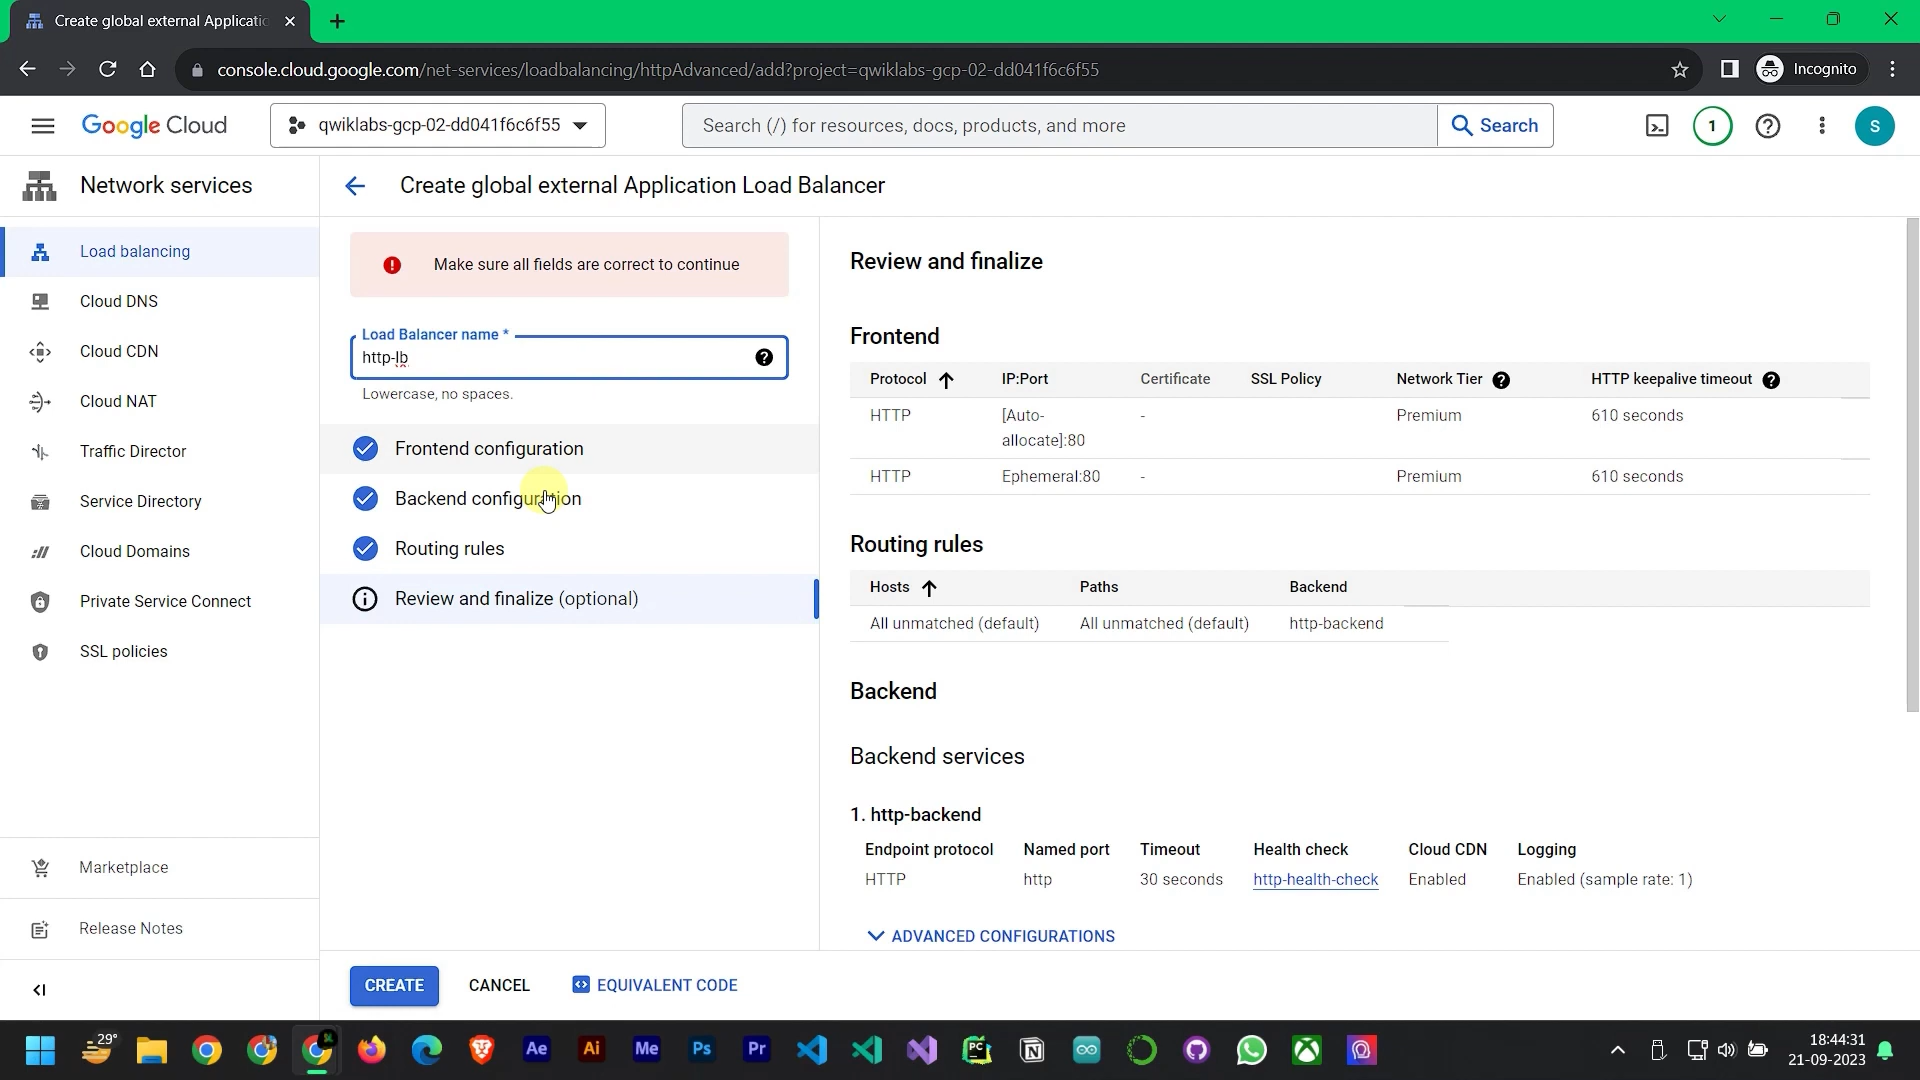 Create global external Applicatio
console.cloud.google.com/net-services/loadbalancing/httpAdvanced/add?project=qwiklabs-gcp-02-dd041f6c6f55
Incognito
Google Cloud
qwiklabs-gcp-02-dd041f6c6f55
Search (/) for resources, docs, products, and more
Search
1
S
Network services
Create global external Application Load Balancer
Load balancing
Cloud DNS
Cloud CDN
Cloud NAT
Traffic Director
Service Directory
Cloud Domains
Private Service Connect
SSL policies
Marketplace
Release Notes
Make sure all fields are correct to continue
Load Balancer name *
http-lb
Lowercase, no spaces.
Frontend configuration
Backend configuration
Routing rules
Review and finalize (optional)
CREATE
CANCEL
EQUIVALENT CODE
Review and finalize
Frontend
Protocol IP:Port Certificate SSL Policy Network Tier HTTP keepalive timeout
HTTP [Auto- - Premium 610 seconds
allocate]:80
HTTP Ephemeral:80 - Premium 610 seconds
Routing rules
Hosts Paths Backend
All unmatched (default) All unmatched (default) http-backend
Backend
Backend services
1. http-backend
Endpoint protocol Named port Timeout Health check Cloud CDN Logging
HTTP http 30 seconds http-health-check Enabled Enabled (sample rate: 1)
ADVANCED CONFIGURATIONS
29°
Ae
Ai
Me
Ps
Pr
PC
N
18:44:31
21-09-2023